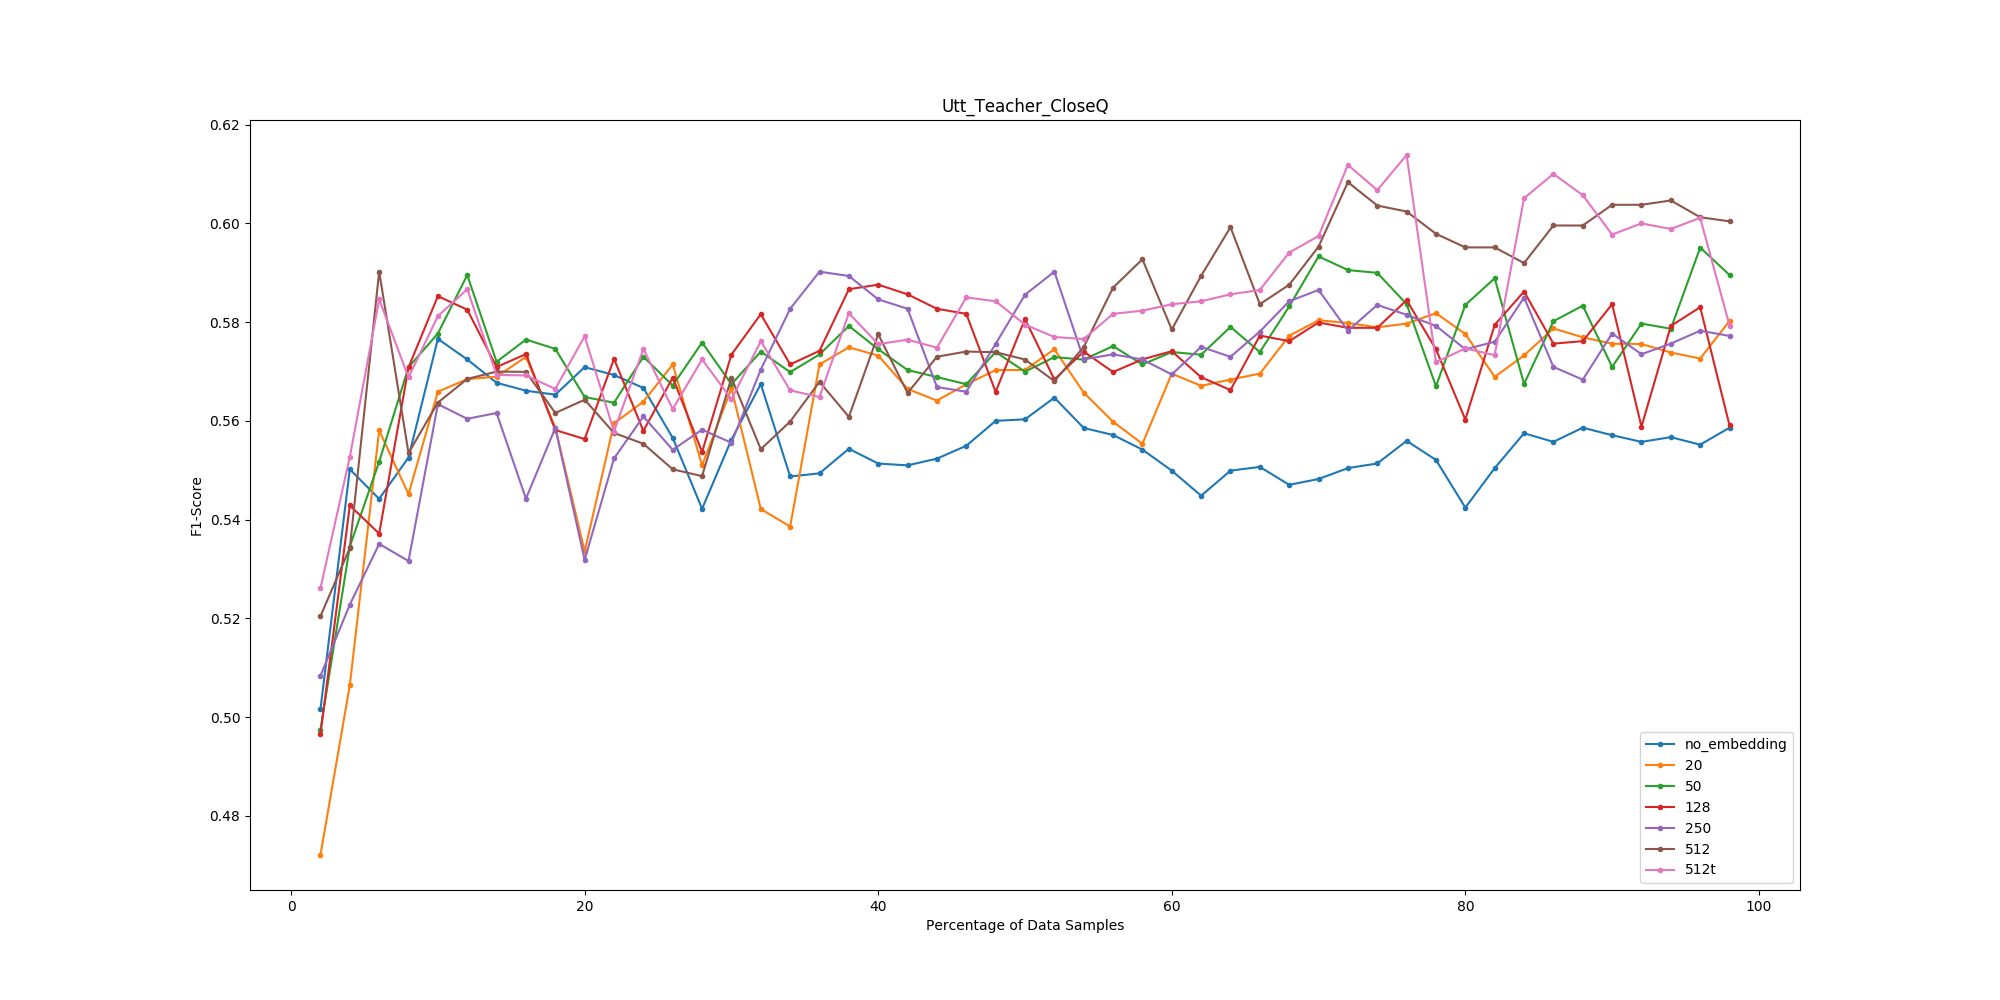 Utt_Teacher_CloseQ
0.62
0.60
0.58
0.56
0.54
0.52
0.50
0.48
F1-Score
0 20 40 60 80 100
Percentage of Data Samples
no_embedding
20
50
128
250
512
512t